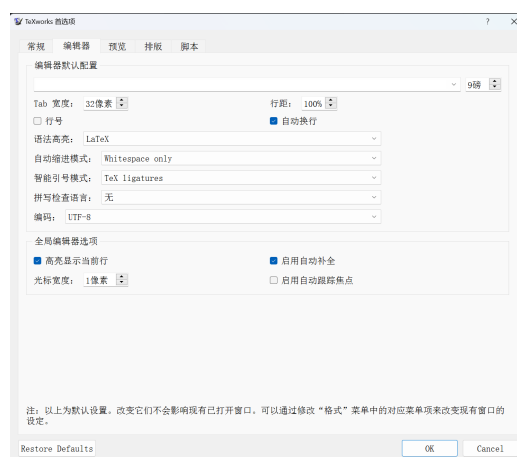 TeXworks 首选项
常规 编辑器 预览 排版 脚本
编辑器默认配置
9磅
Tab 宽度: 32像素 行距: 100%
行号 自动换行
语法高亮: LaTeX
自动缩进模式: Whitespace only
智能引号模式: TeX ligatures
拼写检查语言: 无
编码: UTF-8
全局编辑器选项
高亮显示当前行 启用自动补全
光标宽度: 1像素 启用自动跟踪焦点
注: 以上为默认设置。改变它们不会影响现有已打开窗口。可以通过修改“格式”菜单中的对应菜单项来改变现有窗口的
设定。
Restore Defaults OK Cancel